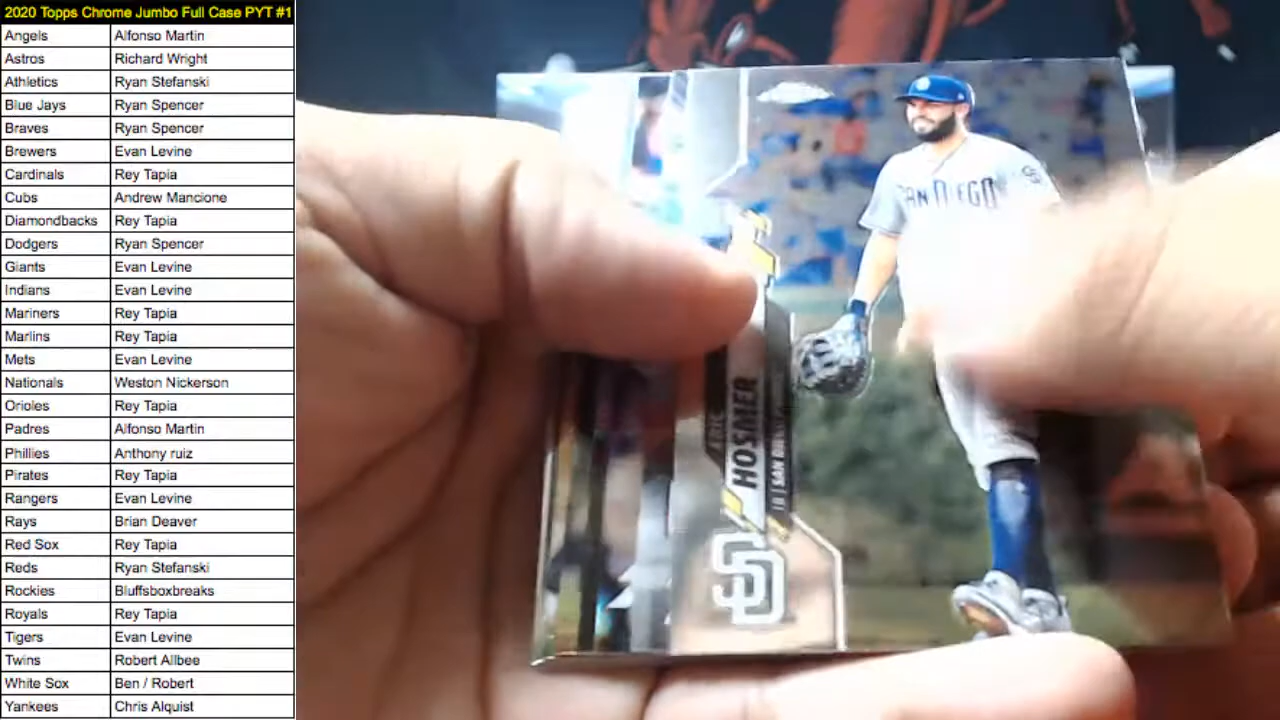 2020 Topps Chrome Jumbo Full Case PYT #1
Angels Alfonso Martin
Astros Richard Wright
Athletics Ryan Stefanski
Blue Jays Ryan Spencer
Braves Ryan Spencer
Brewers Evan Levine
Cardinals Rey Tapia
Cubs Andrew Mancione
Diamondbacks Rey Tapia
Dodgers Ryan Spencer
Giants Evan Levine
Indians Evan Levine
Mariners Rey Tapia
Marlins Rey Tapia
Mets Evan Levine
Nationals Weston Nickerson
Orioles Rey Tapia
Padres Alfonso Martin
Phillies Anthony ruiz
Pirates Rey Tapia
Rangers Evan Levine
Rays Brian Deaver
Red Sox Rey Tapia
Reds Ryan Stefanski
Rockies Bluffsboxbreaks
Royals Rey Tapia
Tigers Evan Levine
Twins Robert Allbee
White Sox Ben / Robert
Yankees Chris Alquist
SAN DIEGO
ERIC
HOSMER
SAN DIEGO
SD